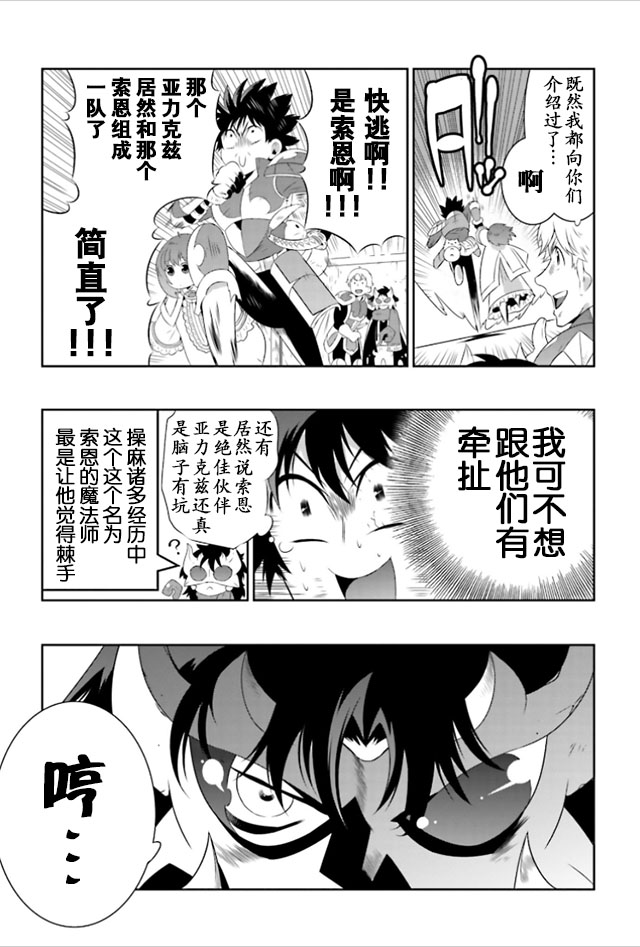 既然我都向你们
介绍过了…
啊
快逃啊!!
是索恩啊!!!
那个
亚力克兹
居然和那个
索恩组成
一队了
简直了!!!
我可不想
跟他们有
牵扯
还有
居然说索恩
是绝佳伙伴
亚力克兹还真
是脑子有坑
?
操麻诸多经历中
这个这个名为
索恩的魔法师
最是让他觉得棘手
哼…